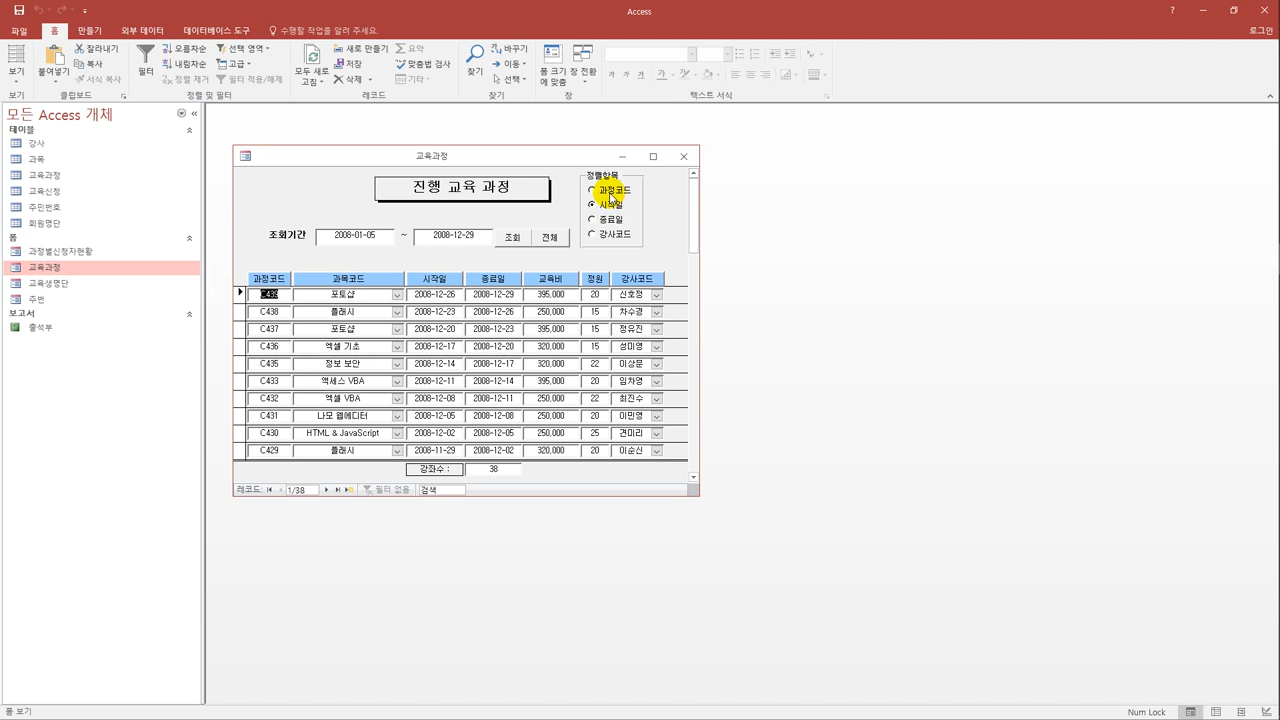 Access
로그인
파일 홈 만들기 외부 데이터 데이터베이스 도구 수행할 작업을 알려 주세요.
보기 붙여넣기 잘라내기 복사 서식 복사
필터 오름차순 내림차순 정렬 제거 선택 영역 고급 필터 적용/해제
모두 새로 고침 새로 만들기 저장 삭제 요약 맞춤법 검사 기타
찾기 바꾸기 이동 선택
폼 크기에 맞춤 창 전환
보기 클립보드 정렬 및 필터 레코드 찾기 창 텍스트 서식
모든 Access 개체
테이블
강사
과목
교육과정
교육신청
주민번호
회원명단
폼
과정별신청자현황
교육과정
교육생명단
주번
보고서
출석부
교육과정
진행 교육 과정
정렬항목
과정코드
시작일
종료일
강사코드
조회기간 2008-01-05 ~ 2008-12-29 조회 전체
과정코드 과목코드 시작일 종료일 교육비 정원 강사코드
C439 포토샵 2008-12-26 2008-12-29 395,000 20 신호정
C438 플래시 2008-12-23 2008-12-26 250,000 15 차수경
C437 포토샵 2008-12-20 2008-12-23 395,000 15 정유진
C436 엑셀 기초 2008-12-17 2008-12-20 320,000 15 성미영
C435 정보 보안 2008-12-14 2008-12-17 320,000 22 이상문
C433 액세스 VBA 2008-12-11 2008-12-14 395,000 20 임차영
C432 엑셀 VBA 2008-12-08 2008-12-11 250,000 22 최진수
C431 나모 웹에디터 2008-12-05 2008-12-08 250,000 20 이민영
C430 HTML & JavaScript 2008-12-02 2008-12-05 250,000 25 견미리
C429 플래시 2008-11-29 2008-12-02 320,000 20 이순신
강좌수 : 38
레코드: 1/38 필터 없음 검색
폼 보기
Num Lock